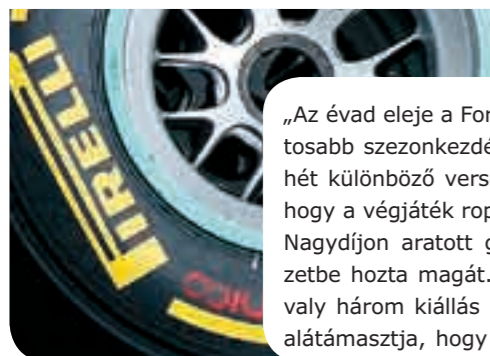 PIRELLI
„Az évad eleje a For
tosabb szezonkezdé
hét különböző vers
hogy a végjáték rop
Nagydíjon aratott g
zetbe hozta magát.
valy három kiállás
alátámasztja, hogy